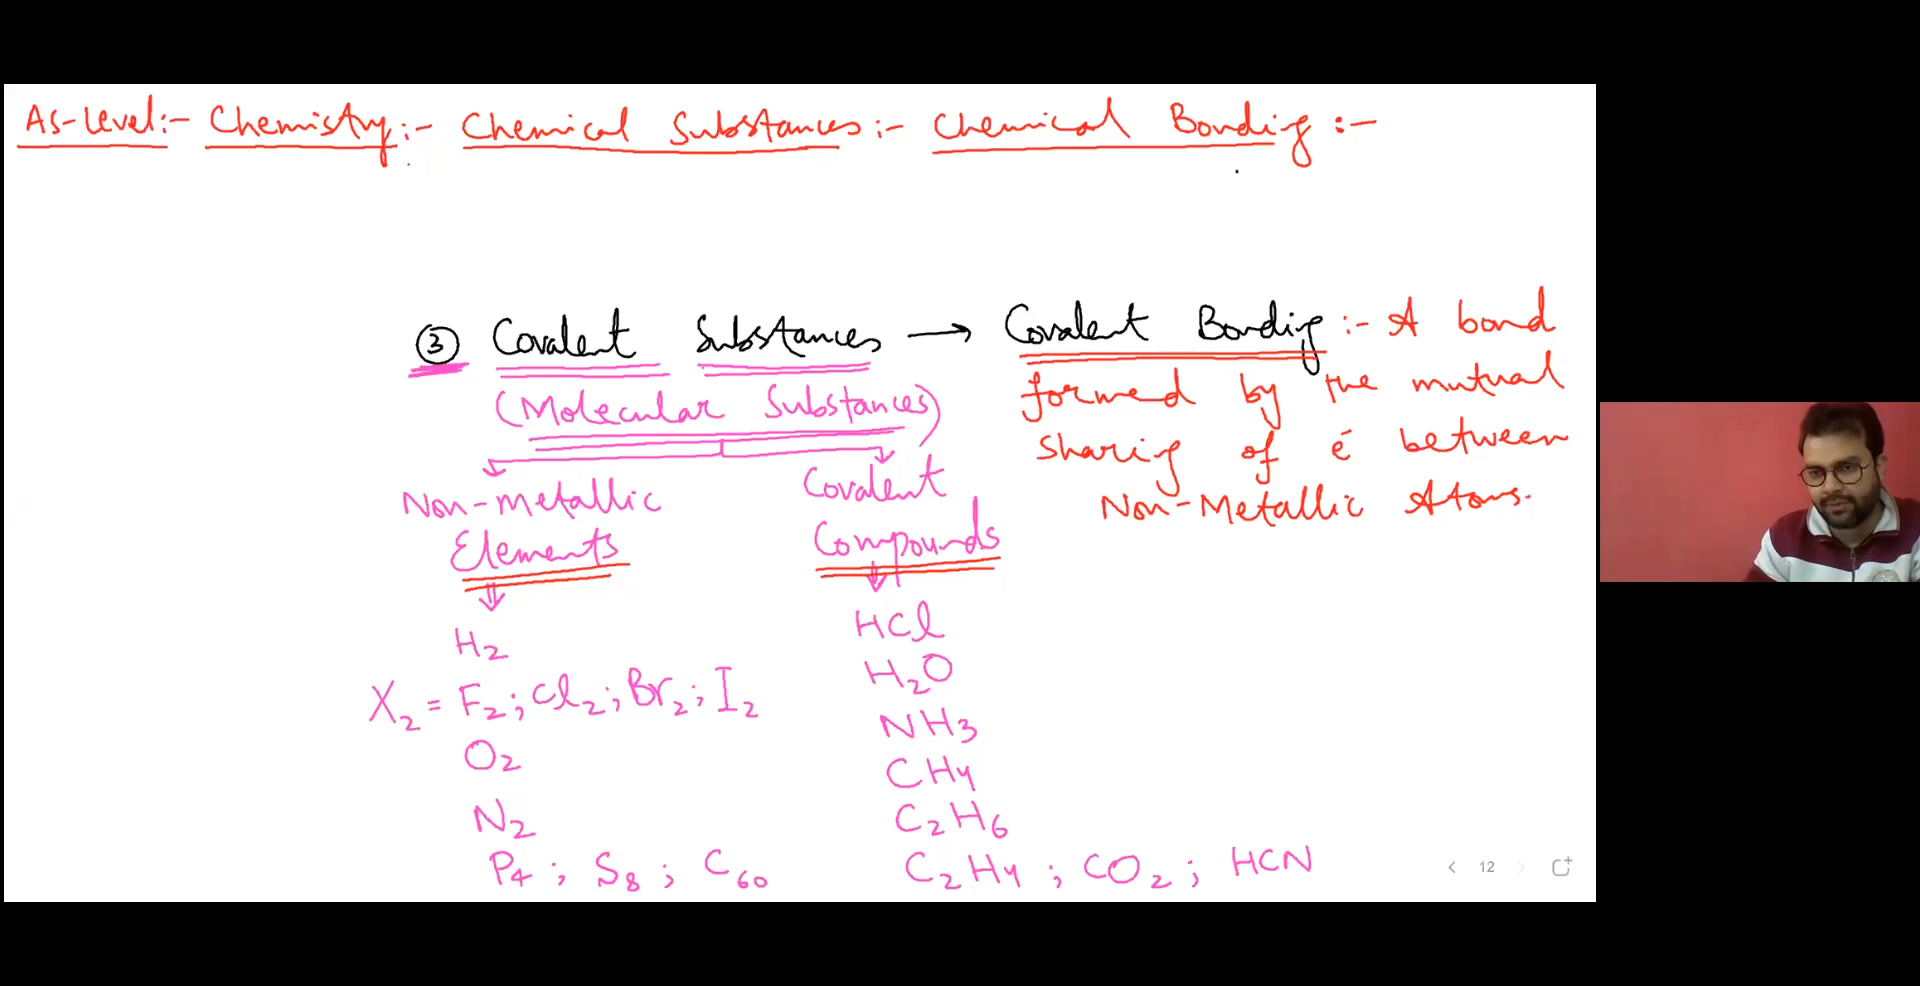 As-Level:- Chemistry:- Chemical Substances:- Chemical Bonding:-
③ Covalent Substances → Covalent Bonding:- A bond
formed by the mutual
sharing of e⁻ between
Non-Metallic Atoms.
(Molecular Substances)
Non-metallic
Elements
H₂
X₂ = F₂; Cl₂; Br₂; I₂
O₂
N₂
P₄ ; S₈ ; C₆₀
Covalent
Compounds
HCl
H₂O
NH₃
CH₄
C₂H₆
C₂H₄ ; CO₂ ; HCN
12